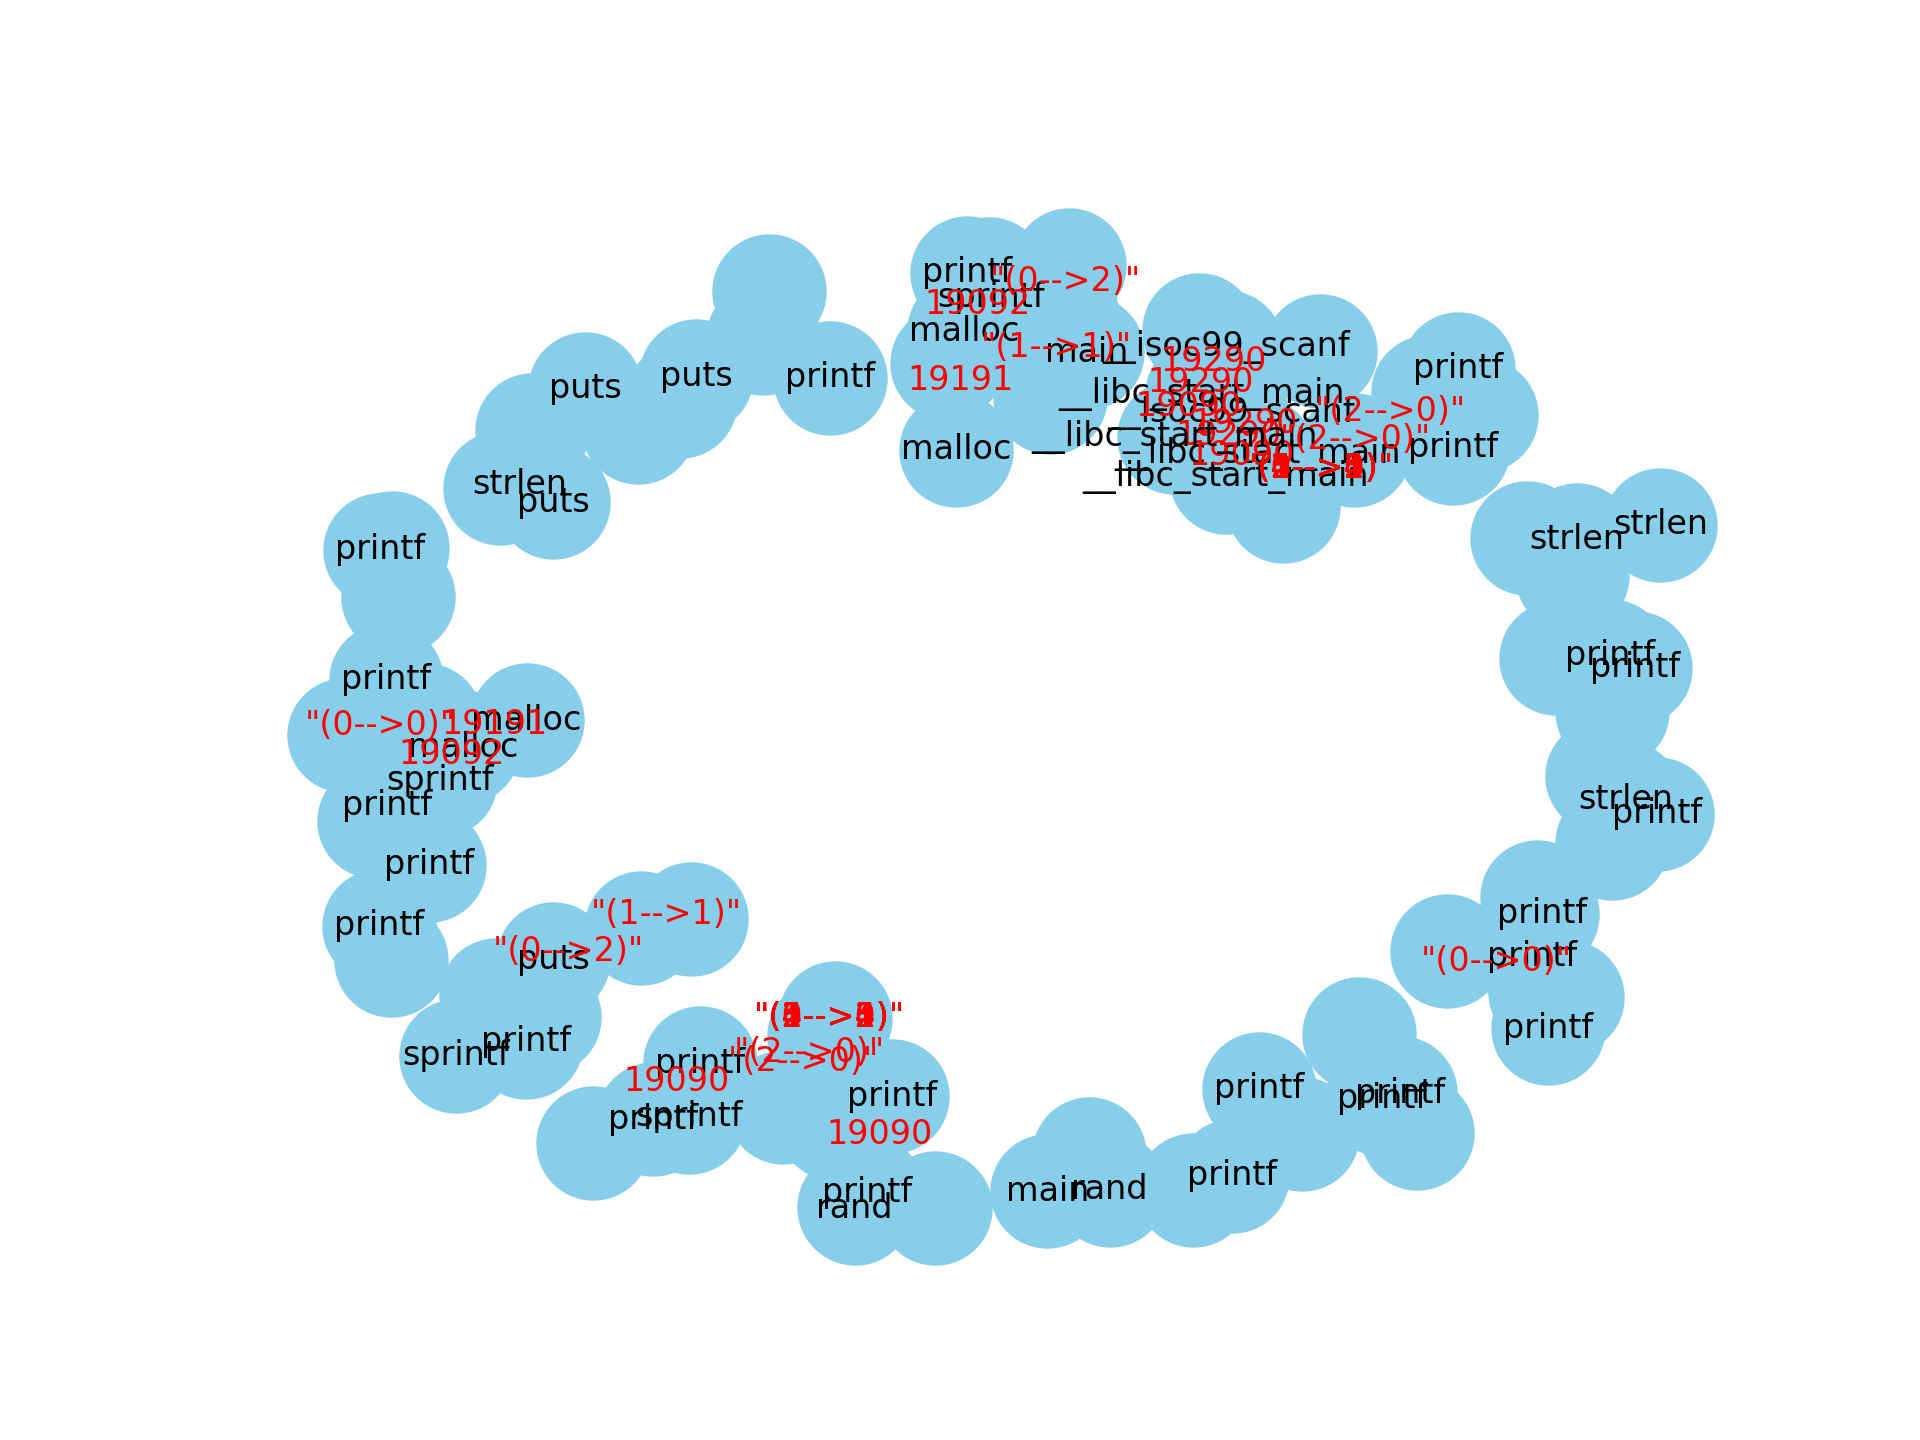 printf
"(0-->2)"
sprintf
19092
malloc
"(1-->1)"
main
__isoc99_scanf
19290
printf
puts
puts
printf
19191
19290
__libc_start_main
19090
__isoc99_scanf
"(2-->0)"
19290
__libc_start_main
19290
"(2-->0)"
malloc
__libc_start_main
19090
printf
__libc_start_main
strlen
puts
strlen
strlen
printf
printf
printf
printf
"(0-->0)"
19191
malloc
malloc
19092
sprintf
printf
strlen
printf
printf
printf
"(1-->1)"
printf
"(0-->2)"
puts
printf
"(0-->0)"
printf
sprintf
printf
"(2-->0)"
"(2-->0)"
printf
19090
printf
printf
printf
printf
printf
sprintf
19090
printf
main
rand
printf
printf
rand